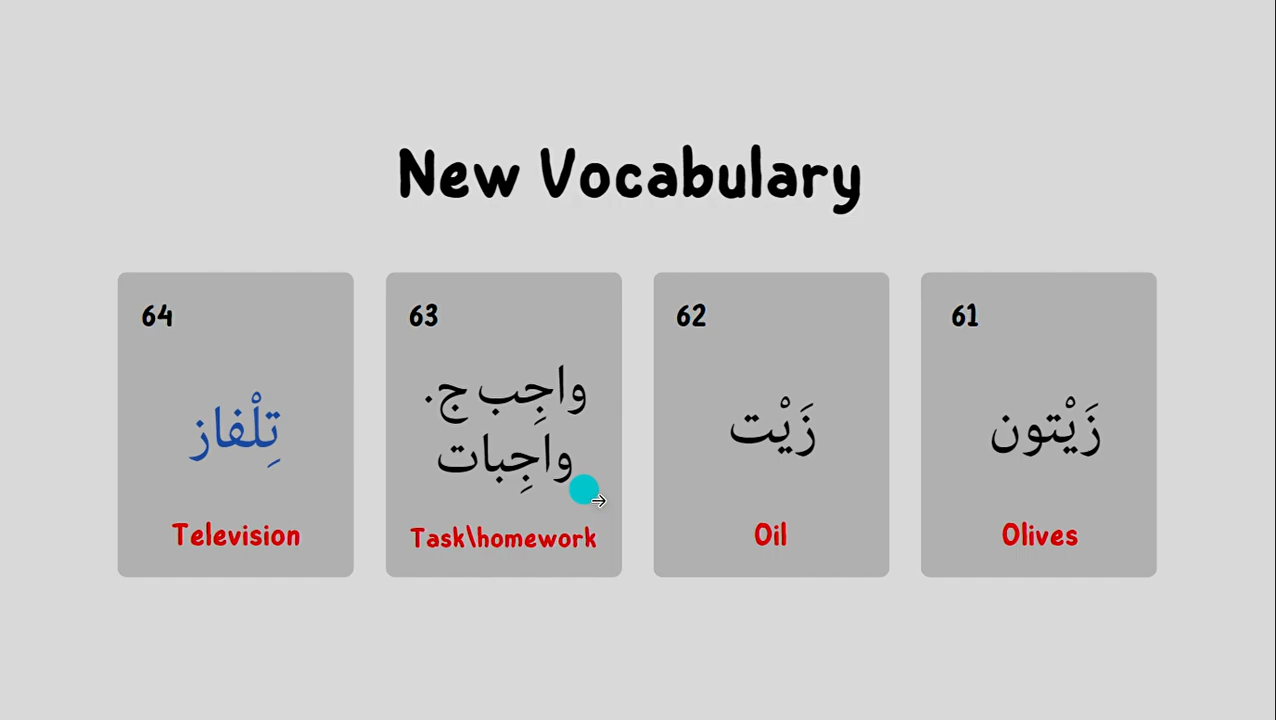 New Vocabulary
61
زَيْتون
Olives
62
زَيْت
Oil
63
واجِب ج.
واجِبات
Task\homework
64
تِلْفاز
Television